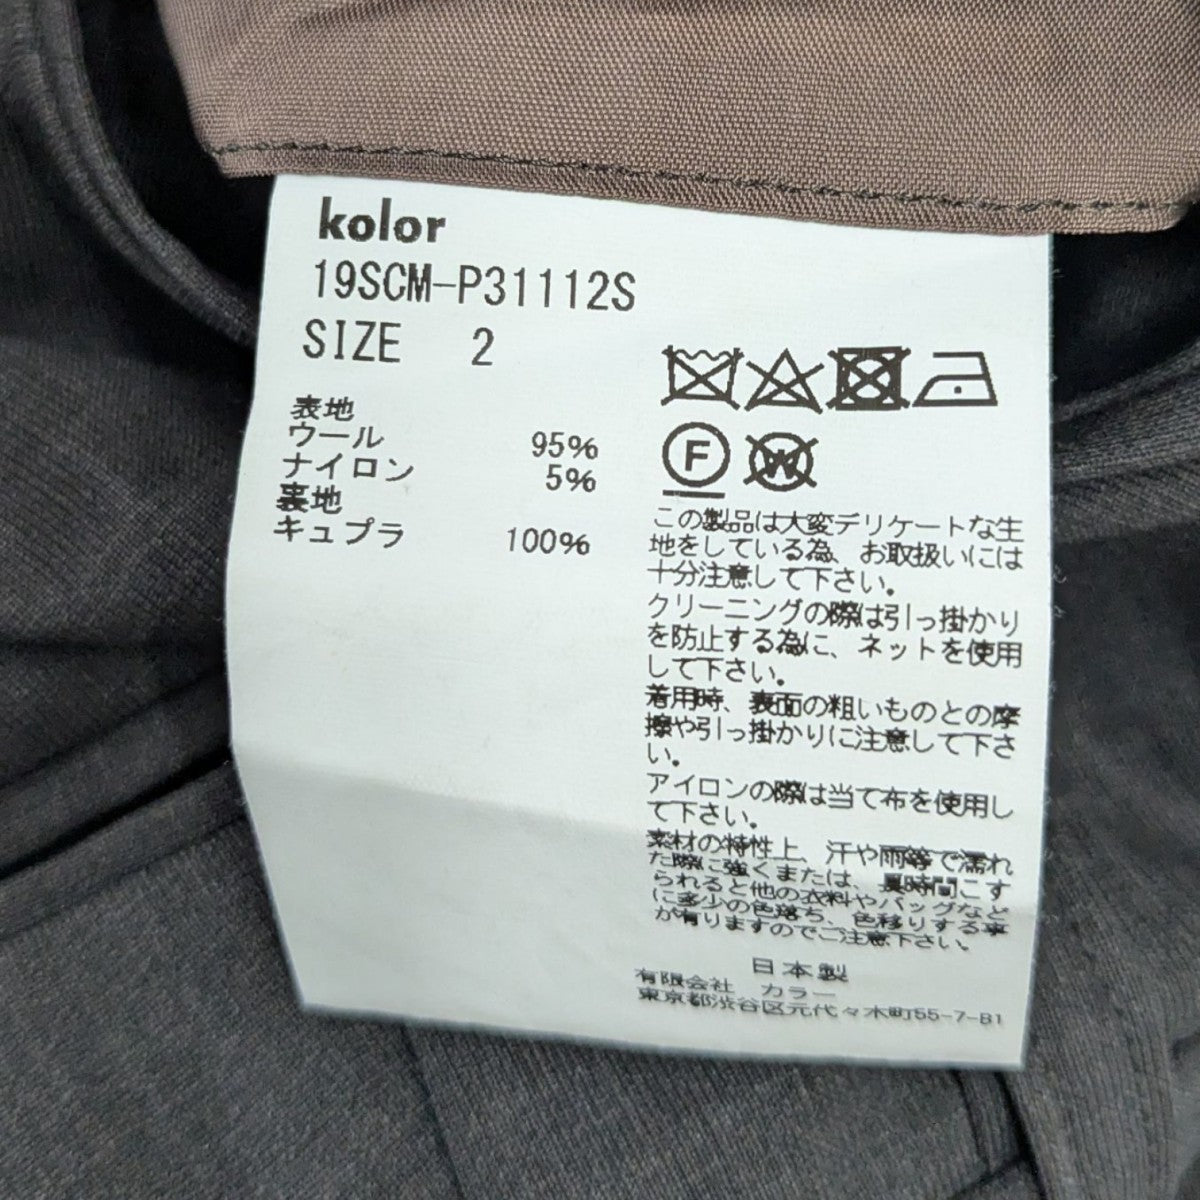 kolor
19SCM-P31112S
SIZE 2
表地
ウール 95%
ナイロン 5%
裏地
キュプラ 100%
F
W
この製品は大変デリケートな生
地をしている為、お取扱いには
十分注意して下さい。
クリーニングの際は引っ掛かり
を防止する為に、ネットを使用
して下さい。
着用時、表面の粗いものとの摩
擦や引っ掛かりに注意して下さ
い。
アイロンの際は当て布を使用し
て下さい。
素材の特性上、汗や雨等で濡れ
た際に強くまたは、長時間こす
られると他の衣料やバッグなど
に多少の色落ち、色移りする事
が有りますのでご注意下さい。
日本製
有限会社 カラー
東京都渋谷区元代々木町55-7-B1